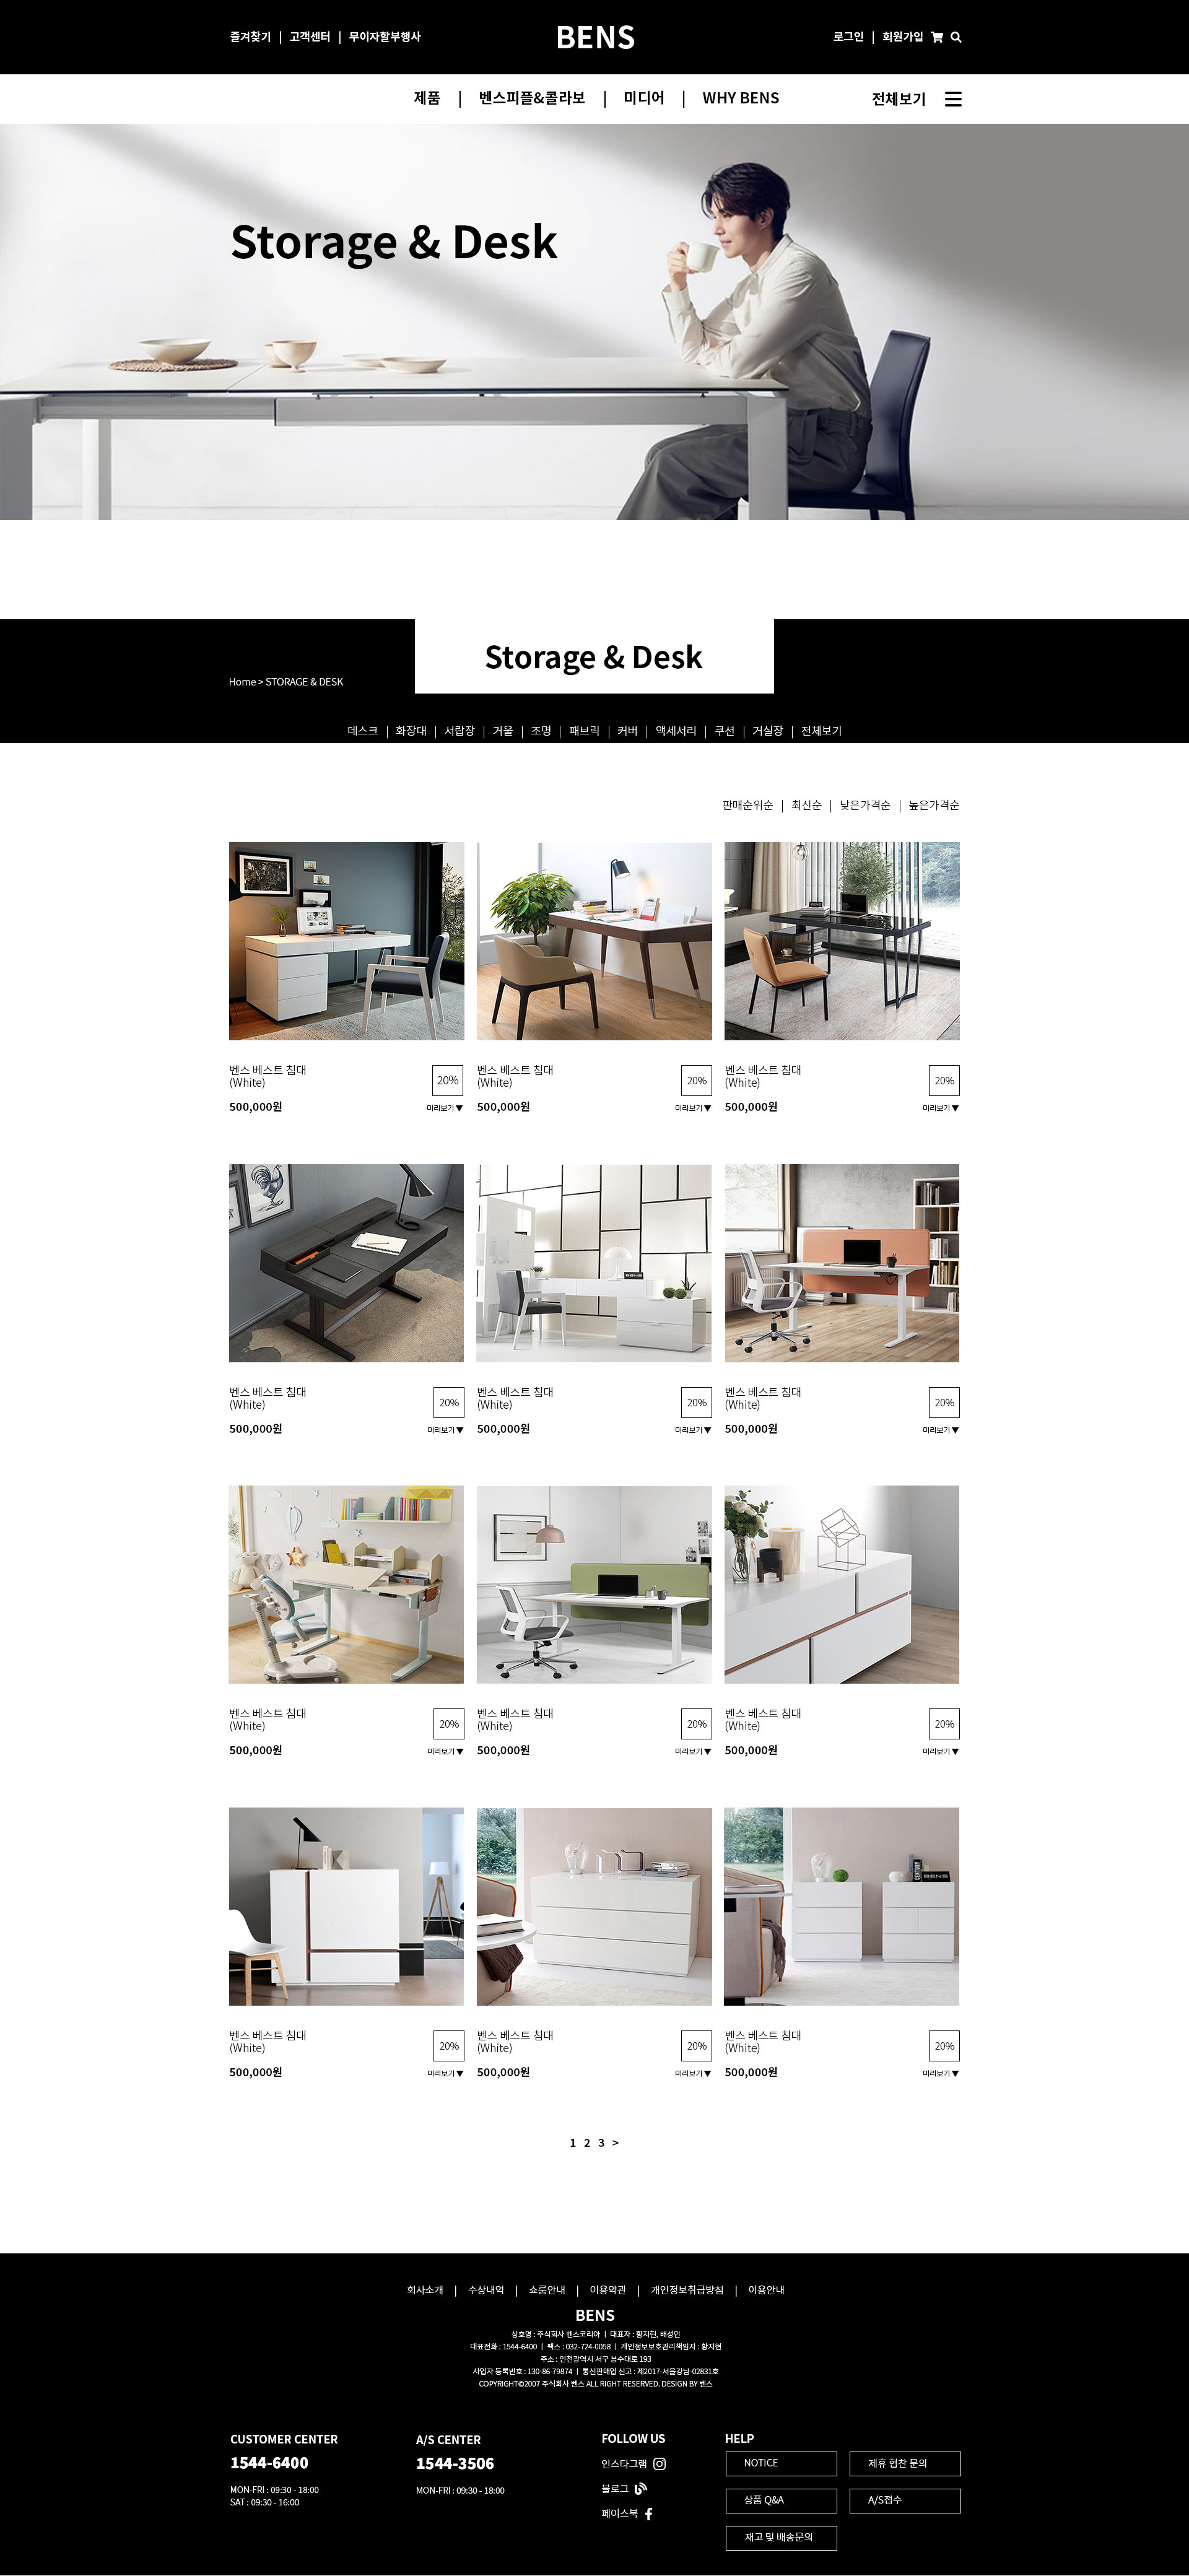 즐겨찾기 | 고객센터 | 무이자할부행사
BENS
로그인 | 회원가입
제품 | 벤스피플&콜라보 | 미디어 | WHY BENS
전체보기
Storage & Desk
Storage & Desk
Home > STORAGE & DESK
데스크 | 화장대 | 서랍장 | 거울 | 조명 | 패브릭 | 커버 | 액세서리 | 쿠션 | 거실장 | 전체보기
판매순위순 | 최신순 | 낮은가격순 | 높은가격순
벤스 베스트 침대
(White)
20%
500,000원
미리보기 ▼
벤스 베스트 침대
(White)
20%
500,000원
미리보기 ▼
벤스 베스트 침대
(White)
20%
500,000원
미리보기 ▼
BENS
벤스 베스트 침대
(White)
20%
500,000원
미리보기 ▼
벤스 베스트 침대
(White)
20%
500,000원
미리보기 ▼
벤스 베스트 침대
(White)
20%
500,000원
미리보기 ▼
벤스 베스트 침대
(White)
20%
500,000원
미리보기 ▼
벤스 베스트 침대
(White)
20%
500,000원
미리보기 ▼
벤스 베스트 침대
(White)
20%
500,000원
미리보기 ▼
BENS
벤스 베스트 침대
(White)
20%
500,000원
미리보기 ▼
벤스 베스트 침대
(White)
20%
500,000원
미리보기 ▼
벤스 베스트 침대
(White)
20%
500,000원
미리보기 ▼
1 2 3 >
회사소개 | 수상내역 | 쇼룸안내 | 이용약관 | 개인정보취급방침 | 이용안내
BENS
상호명 : 주식회사 벤스코리아 ㅣ 대표자 : 황지현, 배성민
대표전화 : 1544-6400 ㅣ 팩스 : 032-724-0058 ㅣ 개인정보보호관리책임자 : 황지현
주소 : 인천광역시 서구 봉수대로 193
사업자 등록번호 : 130-86-79874 ㅣ 통신판매업 신고 : 제2017-서울강남-02831호
COPYRIGHT©2007 주식회사 벤스 ALL RIGHT RESERVED. DESIGN BY 벤스
CUSTOMER CENTER
1544-6400
MON-FRI : 09:30 - 18:00
SAT : 09:30 - 16:00
A/S CENTER
1544-3506
MON-FRI : 09:30 - 18:00
FOLLOW US
인스타그램
블로그
페이스북
HELP
NOTICE
제휴 협찬 문의
상품 Q&A
A/S접수
재고 및 배송문의